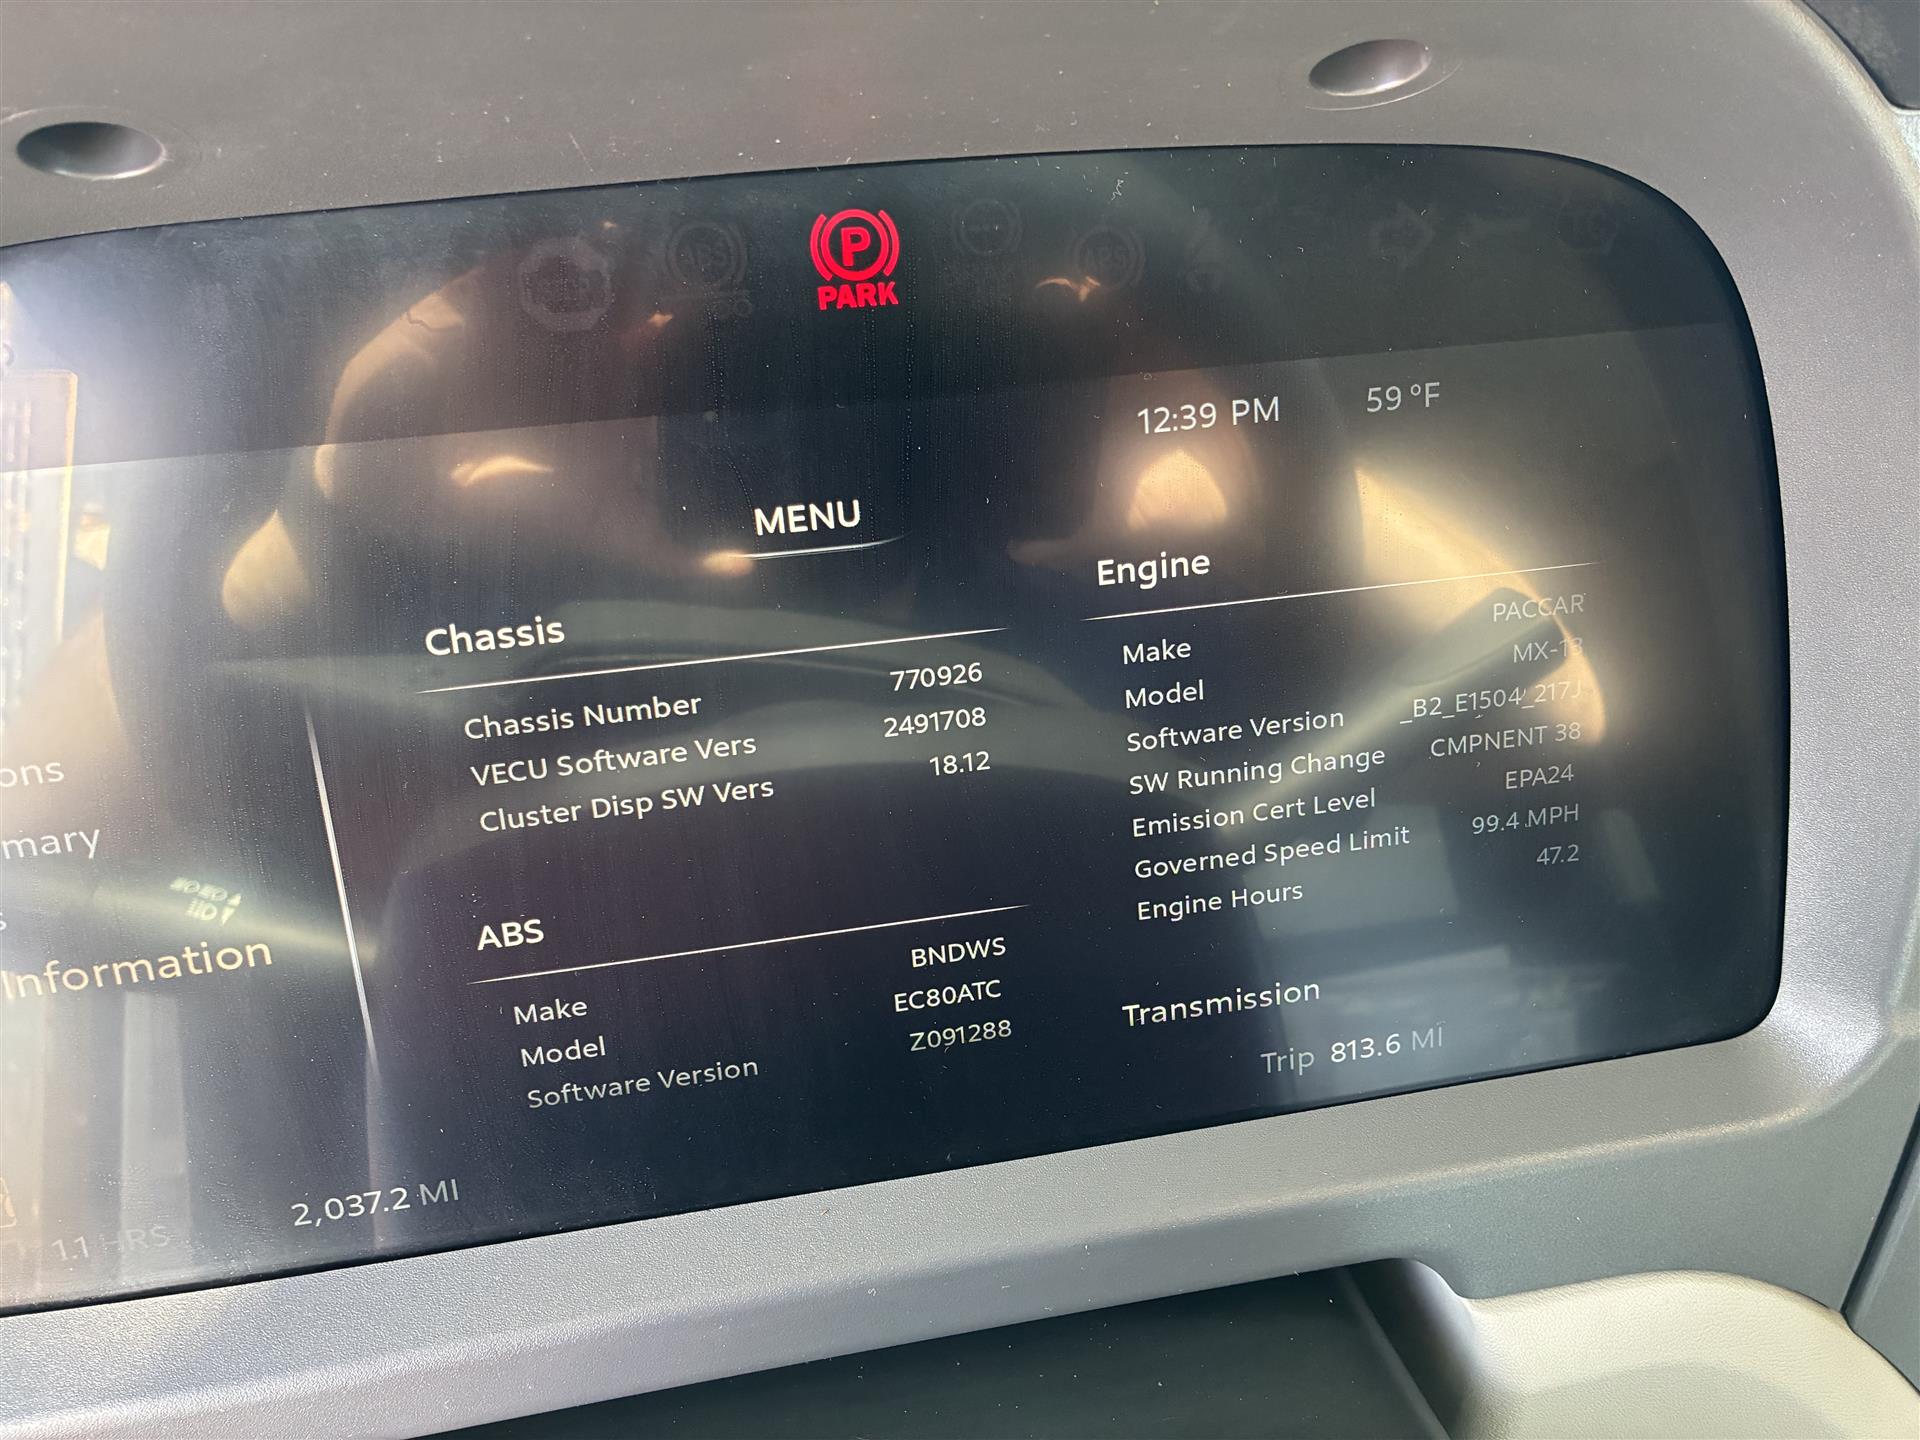 P
PARK
12:39 PM 59 °F
MENU
Chassis
Chassis Number 770926
VECU Software Vers 2491708
Cluster Disp SW Vers 18.12
ABS
Make BNDWS
Model EC80ATC
Software Version Z091288
Engine
Make PACCAR
Model MX-13
Software Version _B2_E1504_217J
SW Running Change CMPNENT 38
Emission Cert Level EPA24
Governed Speed Limit 99.4 MPH
Engine Hours 47.2
Transmission
Trip 813.6 MI
ons
mary
s
Information
2,037.2 MI
1.1 HRS